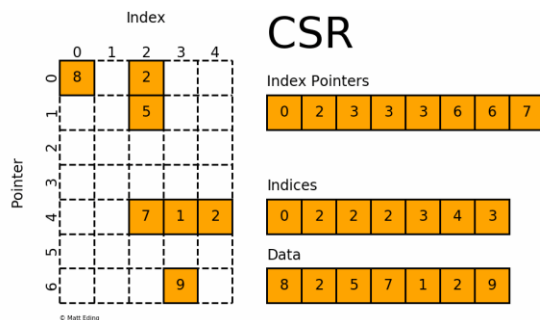 Index
CSR
0 1 2 3 4
Index Pointers
0 8 2
0 2 3 3 3 6 6 7
1 5
2
Pointer
3
Indices
4 7 1 2
0 2 2 2 3 4 3
5
Data
6 9
8 2 5 7 1 2 9
© Matt Eding